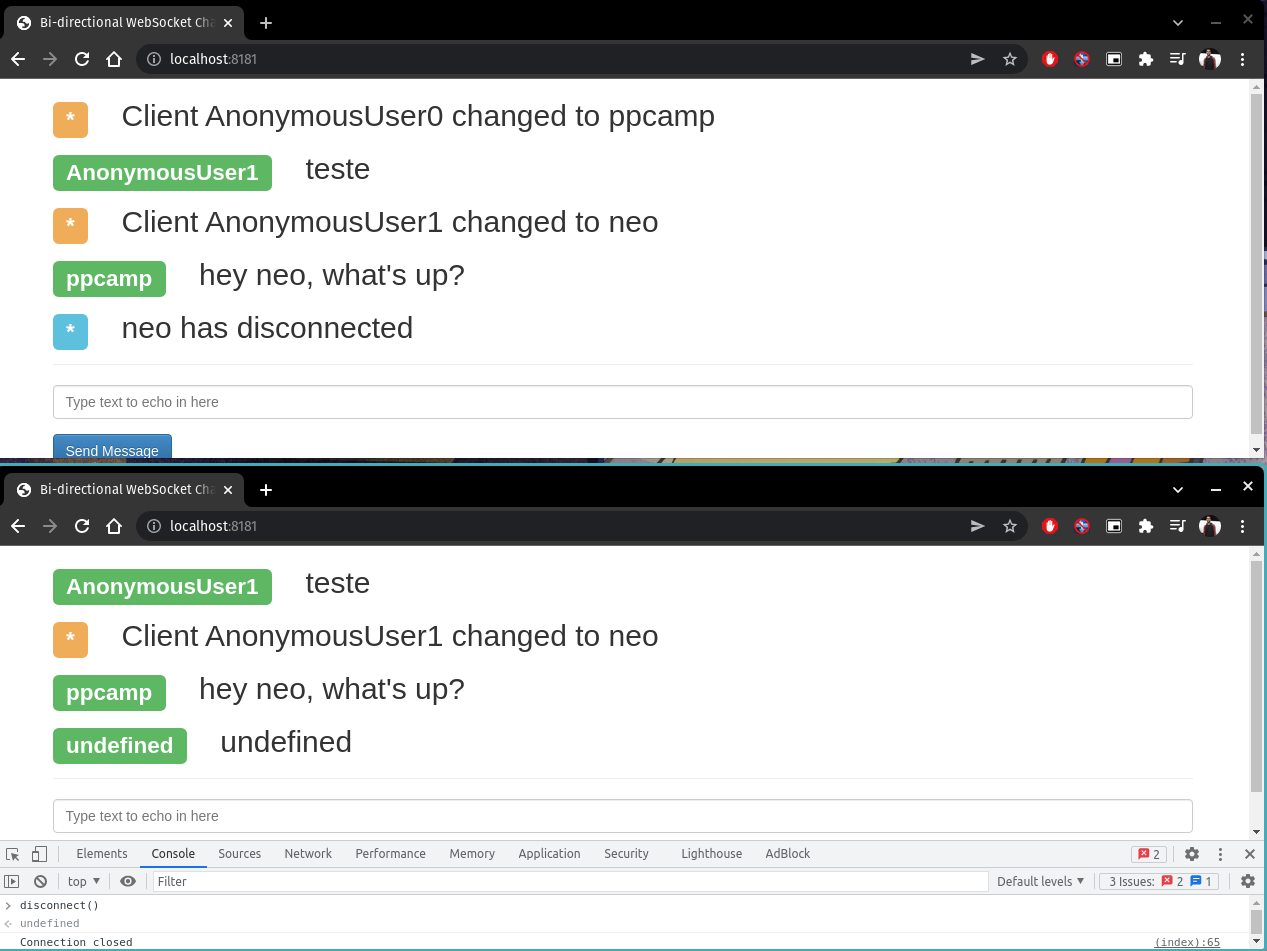 Bi-directional WebSocket Cha
localhost:8181
* Client AnonymousUser0 changed to ppcamp
AnonymousUser1 teste
* Client AnonymousUser1 changed to neo
ppcamp hey neo, what's up?
* neo has disconnected
Type text to echo in here
Send Message
Bi-directional WebSocket Cha
localhost:8181
AnonymousUser1 teste
* Client AnonymousUser1 changed to neo
ppcamp hey neo, what's up?
undefined undefined
Type text to echo in here
Elements Console Sources Network Performance Memory Application Security Lighthouse AdBlock 2
top Filter Default levels 3 Issues: 2 1
disconnect()
undefined
Connection closed (index):65